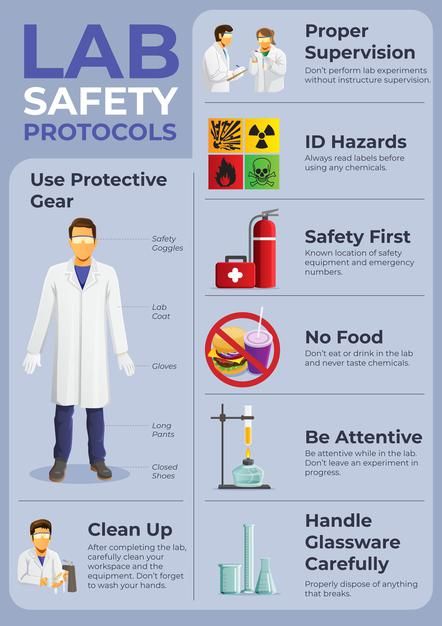 LAB
SAFETY
PROTOCOLS
Use Protective
Gear
Safety
Goggles
Lab
Coat
Gloves
Long
Pants
Closed
Shoes
Clean Up
After completing the lab,
carefully clean your
workspace and the
equipment. Don't forget
to wash your hands.
Proper
Supervision
Don't perform lab experiments
without instructure supervision.
ID Hazards
Always read labels before
using any chemicals.
Safety First
Known location of safety
equipment and emergency
numbers.
No Food
Don't eat or drink in the lab
and never taste chemicals.
Be Attentive
Be attentive while in the lab.
Don't leave an experiment in
progress.
Handle
Glassware
Carefully
Properly dispose of anything
that breaks.